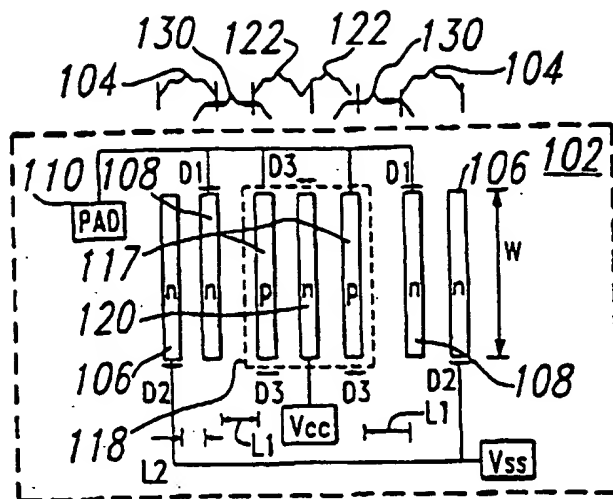 130 122 122 130
104 104
102
110 108 D1 D3 D1 106
PAD
117 W
n n p n p n n
120
106 108
D2 D3 D3 D2
118 Vcc
L1 L1
L2 Vss